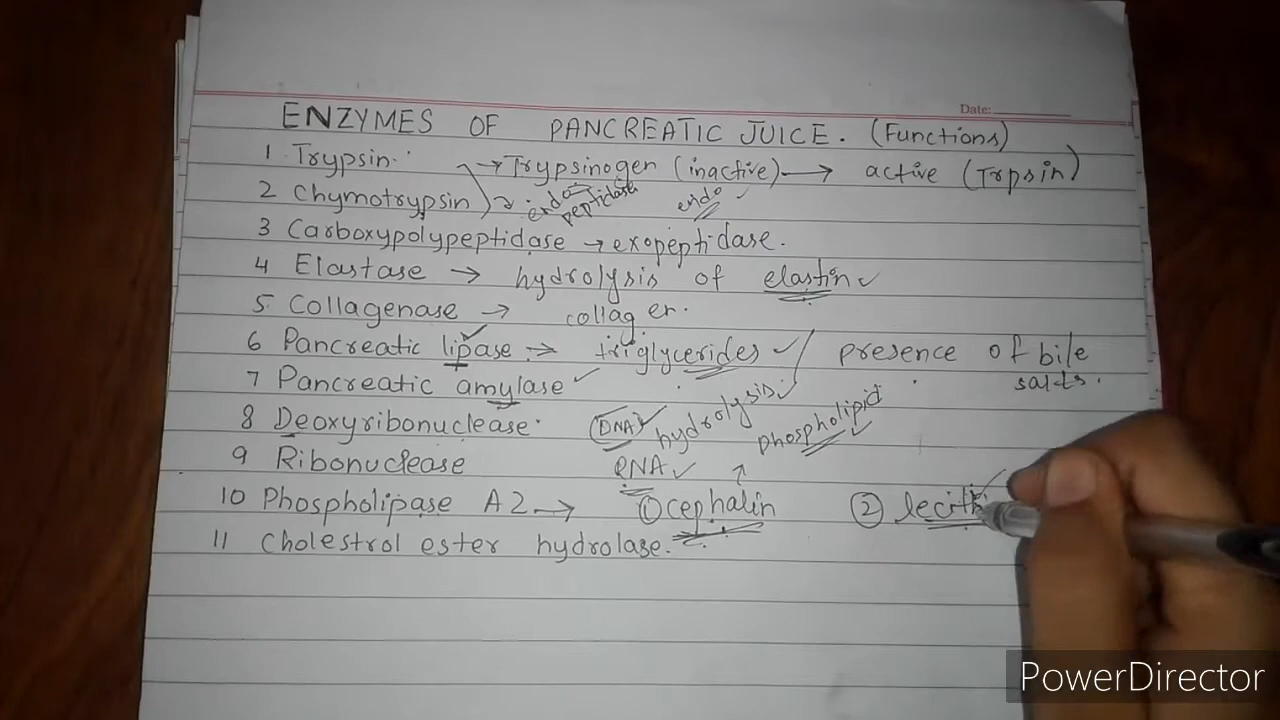 Date:
ENZYMES OF PANCREATIC JUICE. (Functions)
1 Trypsin. → Trypsinogen (inactive) → active (Trpsin)
2 Chymotrypsin → endo peptidase endo
3 Carboxypolypeptidase → exopeptidase.
4 Elastase → hydrolysis of elastin
5. Collagenase → collagen.
6 Pancreatic lipase → triglycerides / presence of bile salts.
7 Pancreatic amylase hydrolysis
8 Deoxyribonuclease. DNA phospholipid
9 Ribonuclease RNA
10 Phospholipase A2 → ① cephalin ② lecith
11 Cholestrol ester hydrolase.
PowerDirector